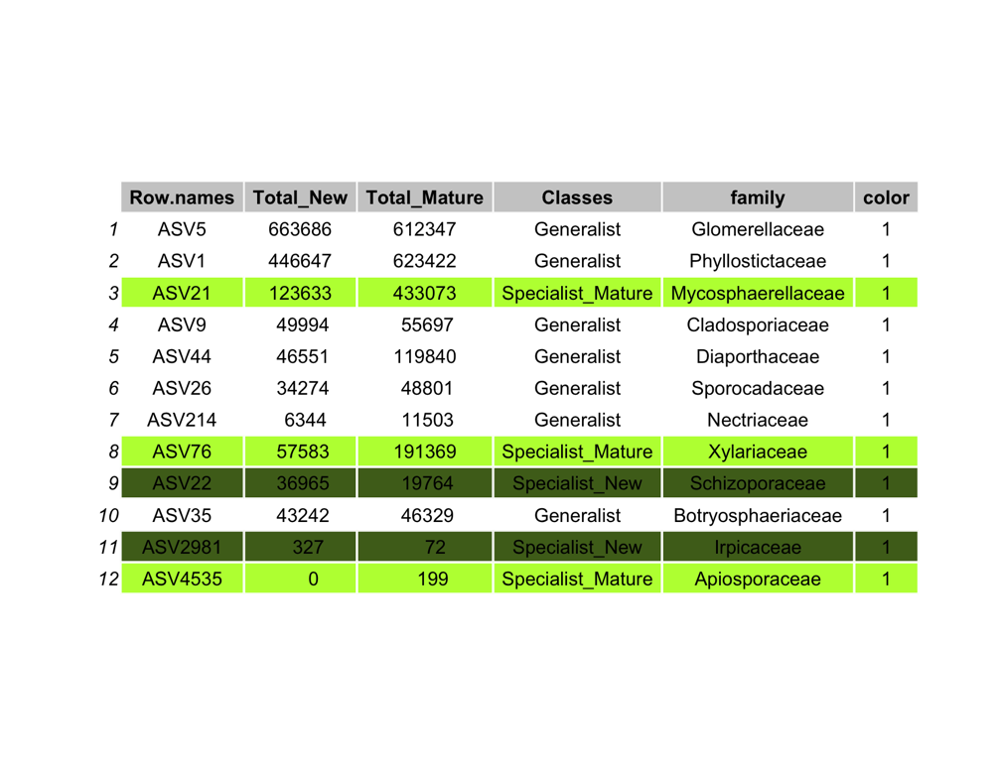 Row.names Total_New Total_Mature Classes family color
1 ASV5 663686 612347 Generalist Glomerellaceae 1
2 ASV1 446647 623422 Generalist Phyllostictaceae 1
3 ASV21 123633 433073 Specialist_Mature Mycosphaerellaceae 1
4 ASV9 49994 55697 Generalist Cladosporiaceae 1
5 ASV44 46551 119840 Generalist Diaporthaceae 1
6 ASV26 34274 48801 Generalist Sporocadaceae 1
7 ASV214 6344 11503 Generalist Nectriaceae 1
8 ASV76 57583 191369 Specialist_Mature Xylariaceae 1
9 ASV22 36965 19764 Specialist_New Schizoporaceae 1
10 ASV35 43242 46329 Generalist Botryosphaeriaceae 1
11 ASV2981 327 72 Specialist_New Irpicaceae 1
12 ASV4535 0 199 Specialist_Mature Apiosporaceae 1